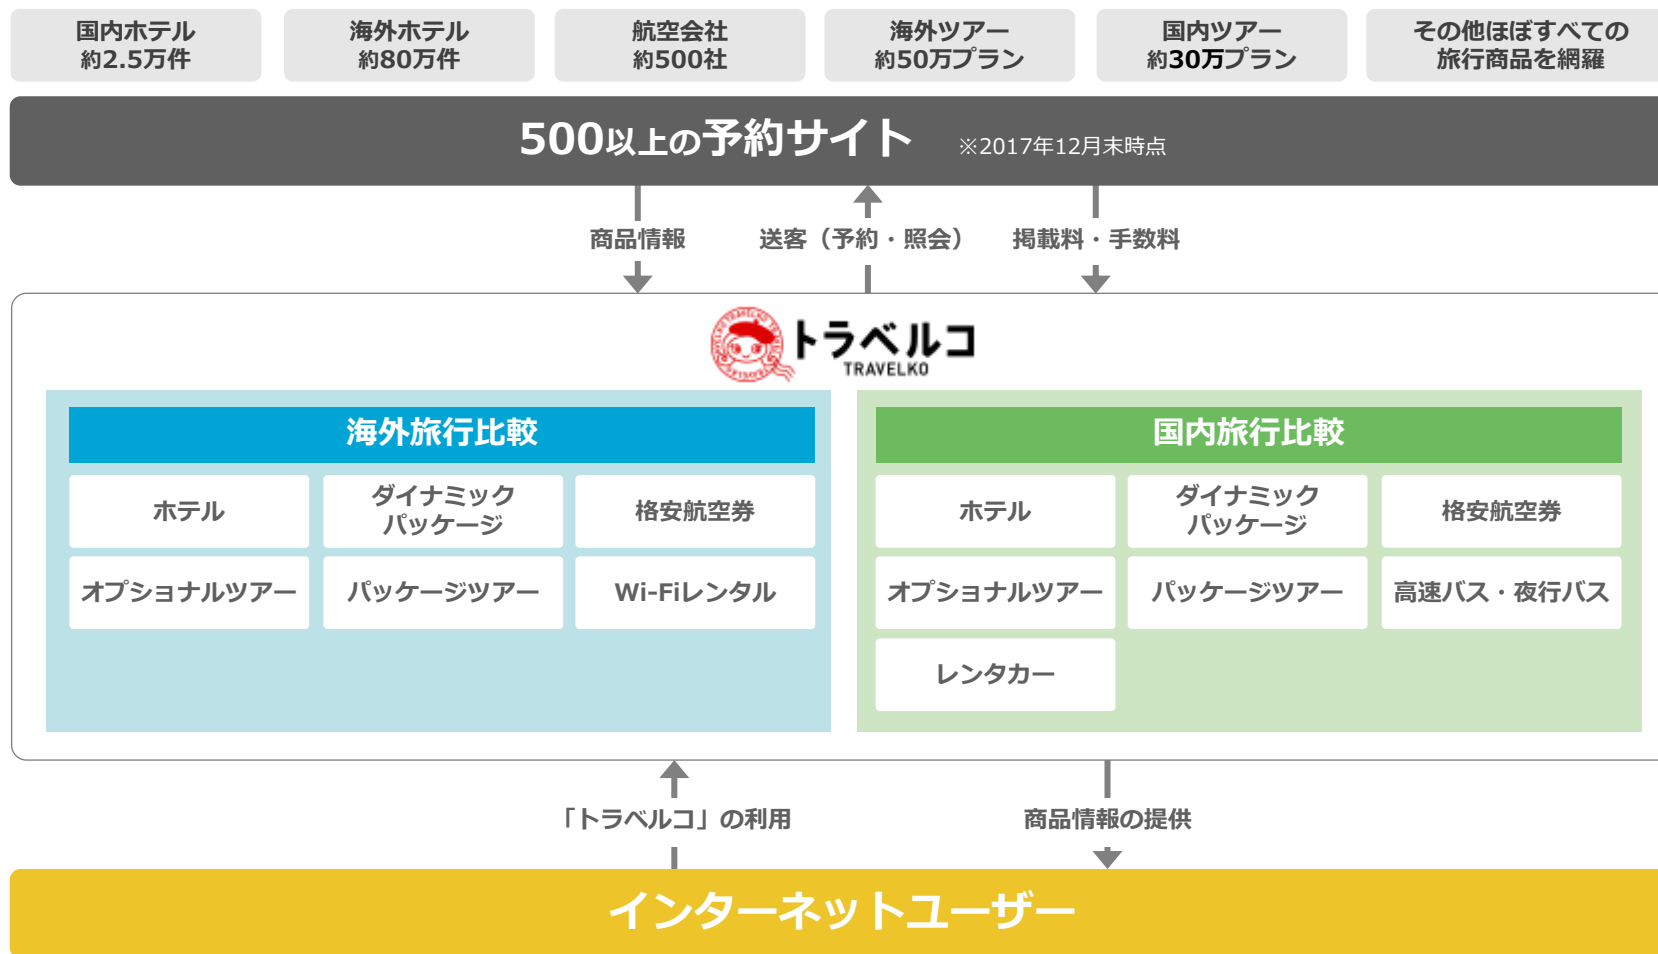 国内ホテル
約2.5万件
海外ホテル
約80万件
航空会社
約500社
海外ツアー
約50万プラン
国内ツアー
約30万プラン
その他ほぼすべての
旅行商品を網羅
500以上の予約サイト ※2017年12月末時点
商品情報
送客（予約・照会）
掲載料・手数料
トラベルコ
TRAVELKO
海外旅行比較
ホテル
ダイナミック
パッケージ
格安航空券
オプショナルツアー
パッケージツアー
Wi-Fiレンタル
国内旅行比較
ホテル
ダイナミック
パッケージ
格安航空券
オプショナルツアー
パッケージツアー
高速バス・夜行バス
レンタカー
「トラベルコ」の利用
商品情報の提供
インターネットユーザー